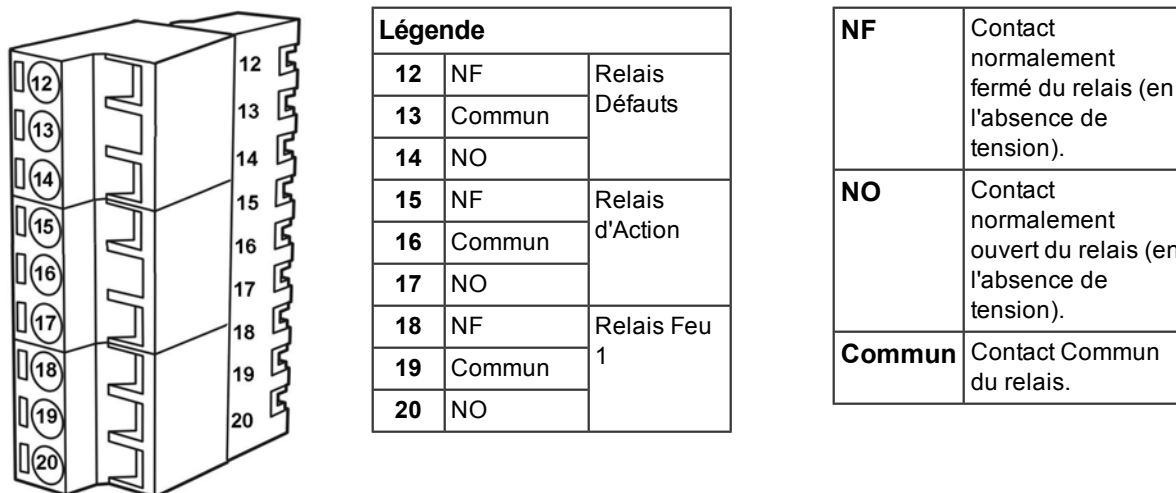 12
13
14
15
16
17
18
19
20
12
13
14
15
16
17
18
19
20
Légende
12 NF Relais
Défauts
13 Commun
14 NO
15 NF Relais
d'Action
16 Commun
17 NO
18 NF Relais Feu
1
19 Commun
20 NO
NF Contact
normalement
fermé du relais (en
l'absence de
tension).
NO Contact
normalement
ouvert du relais (en
l'absence de
tension).
Commun Contact Commun
du relais.